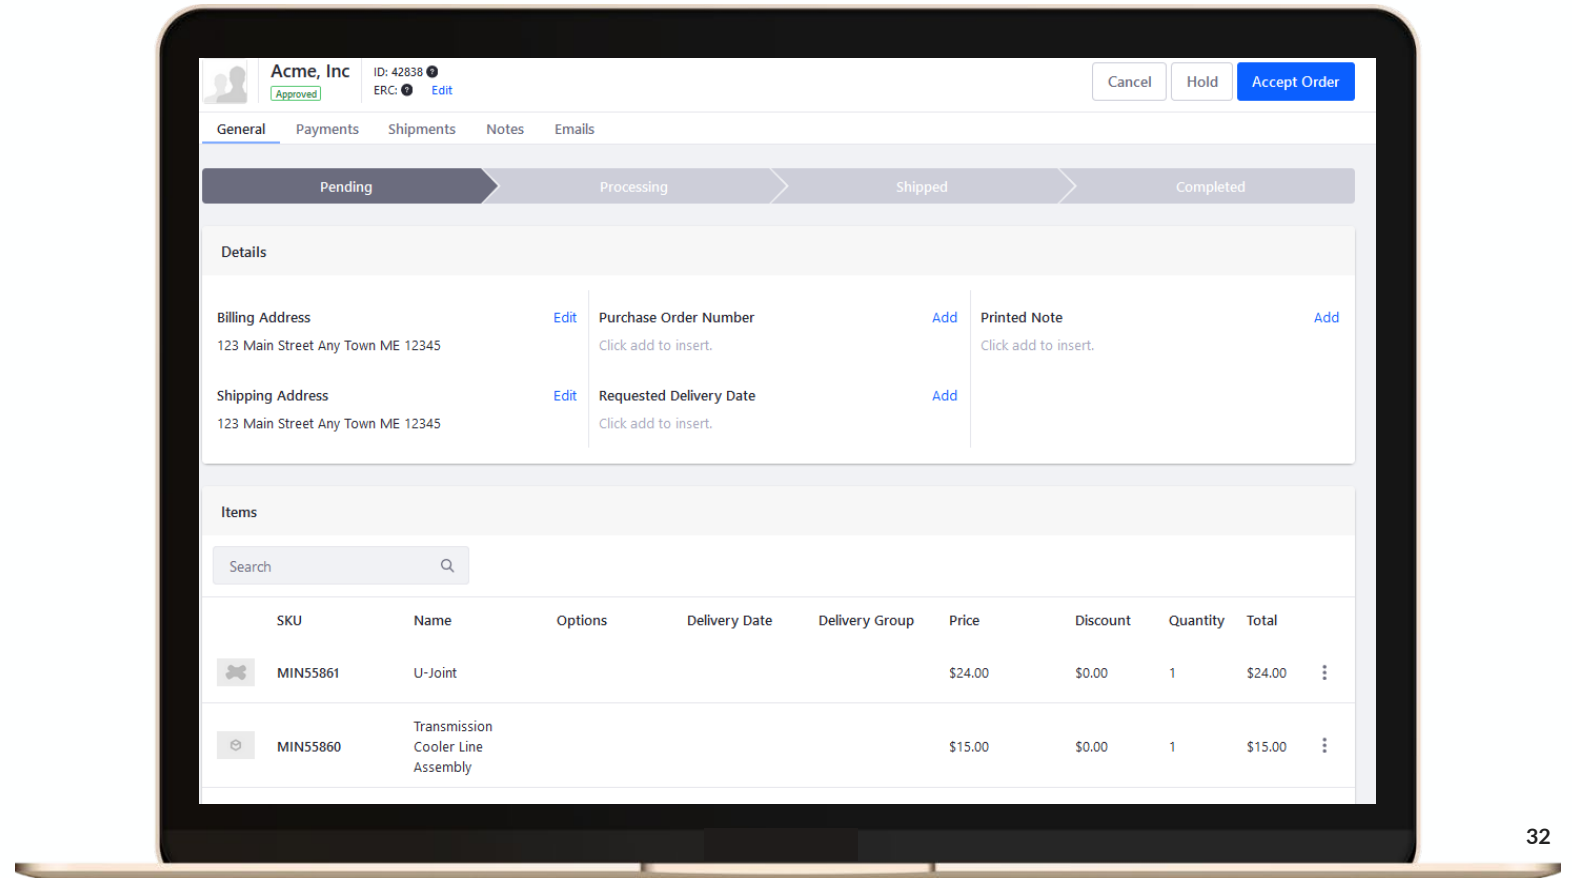 Acme, Inc
Approved
ID: 42838 ?
ERC: ? Edit
Cancel
Hold
Accept Order
General Payments Shipments Notes Emails
Pending Processing Shipped Completed
Details
Billing Address Edit
123 Main Street Any Town ME 12345
Shipping Address Edit
123 Main Street Any Town ME 12345
Purchase Order Number Add
Click add to insert.
Requested Delivery Date Add
Click add to insert.
Printed Note Add
Click add to insert.
Items
Search
SKU Name Options Delivery Date Delivery Group Price Discount Quantity Total
MIN55861 U-Joint $24.00 $0.00 1 $24.00
MIN55860 Transmission
Cooler Line
Assembly $15.00 $0.00 1 $15.00
32